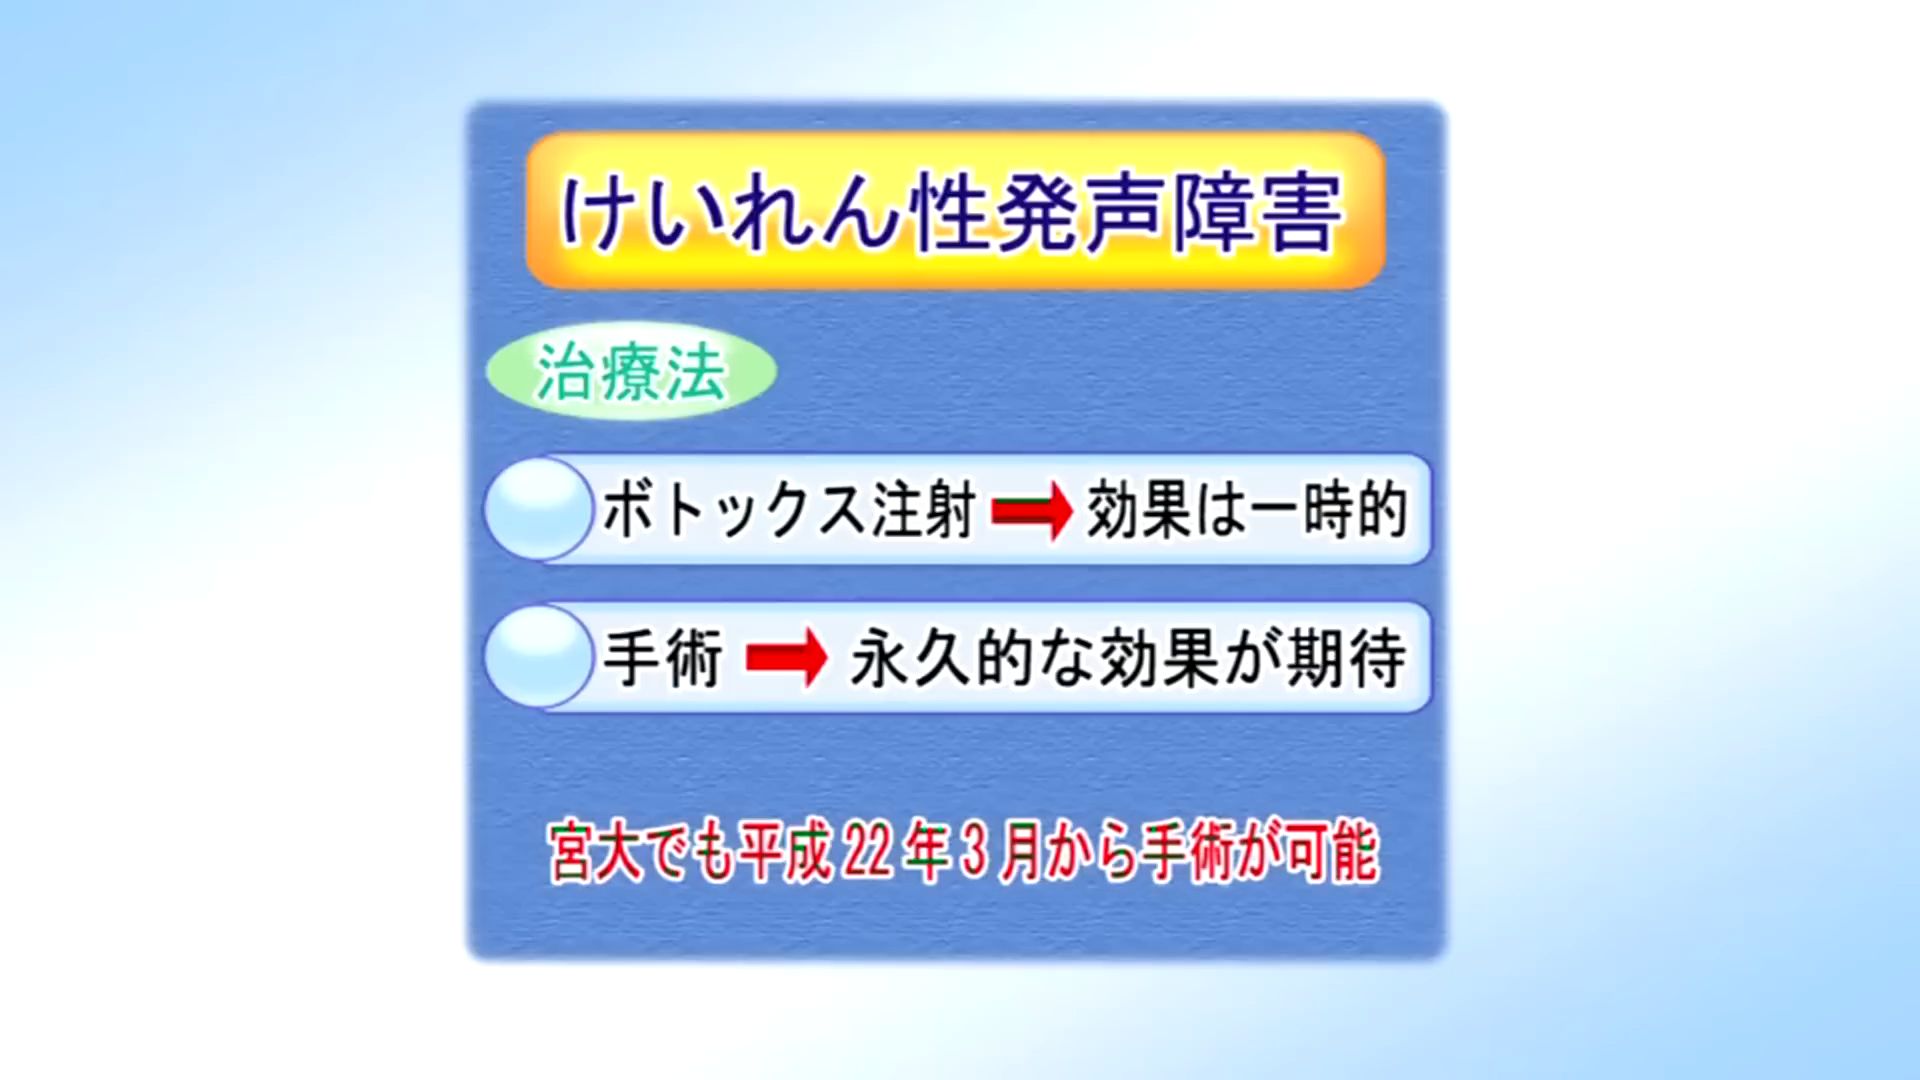 けいれん性発声障害
治療法
ボトックス注射➡効果は一時的
手術➡永久的な効果が期待
宮大でも平成22年3月から手術が可能